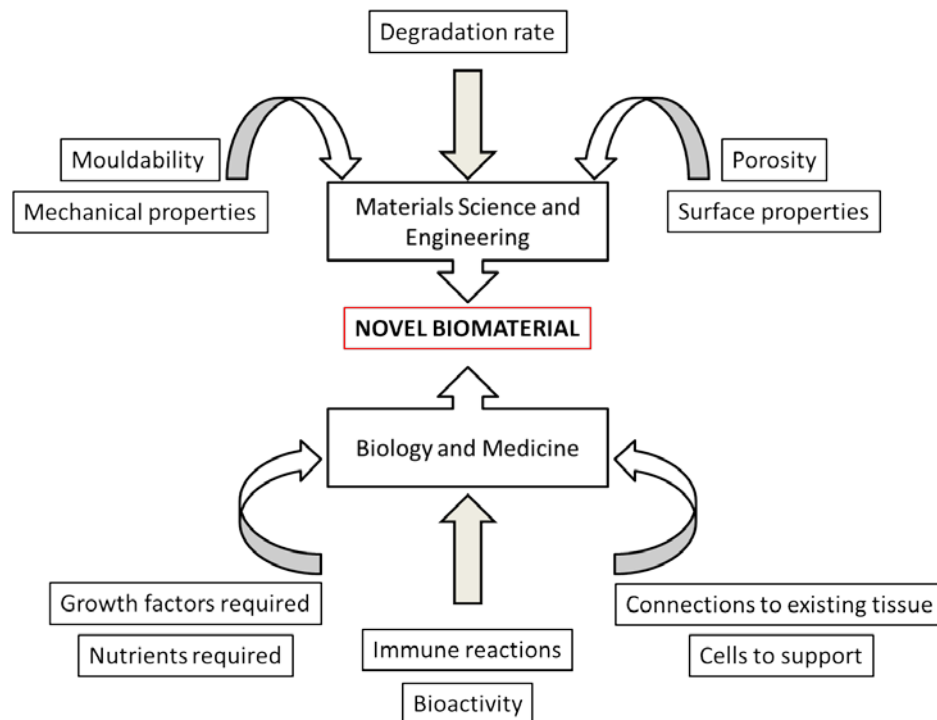 Degradation rate
Mouldability
Mechanical properties
Porosity
Surface properties
Materials Science and
Engineering
NOVEL BIOMATERIAL
Biology and Medicine
Growth factors required
Nutrients required
Immune reactions
Bioactivity
Connections to existing tissue
Cells to support